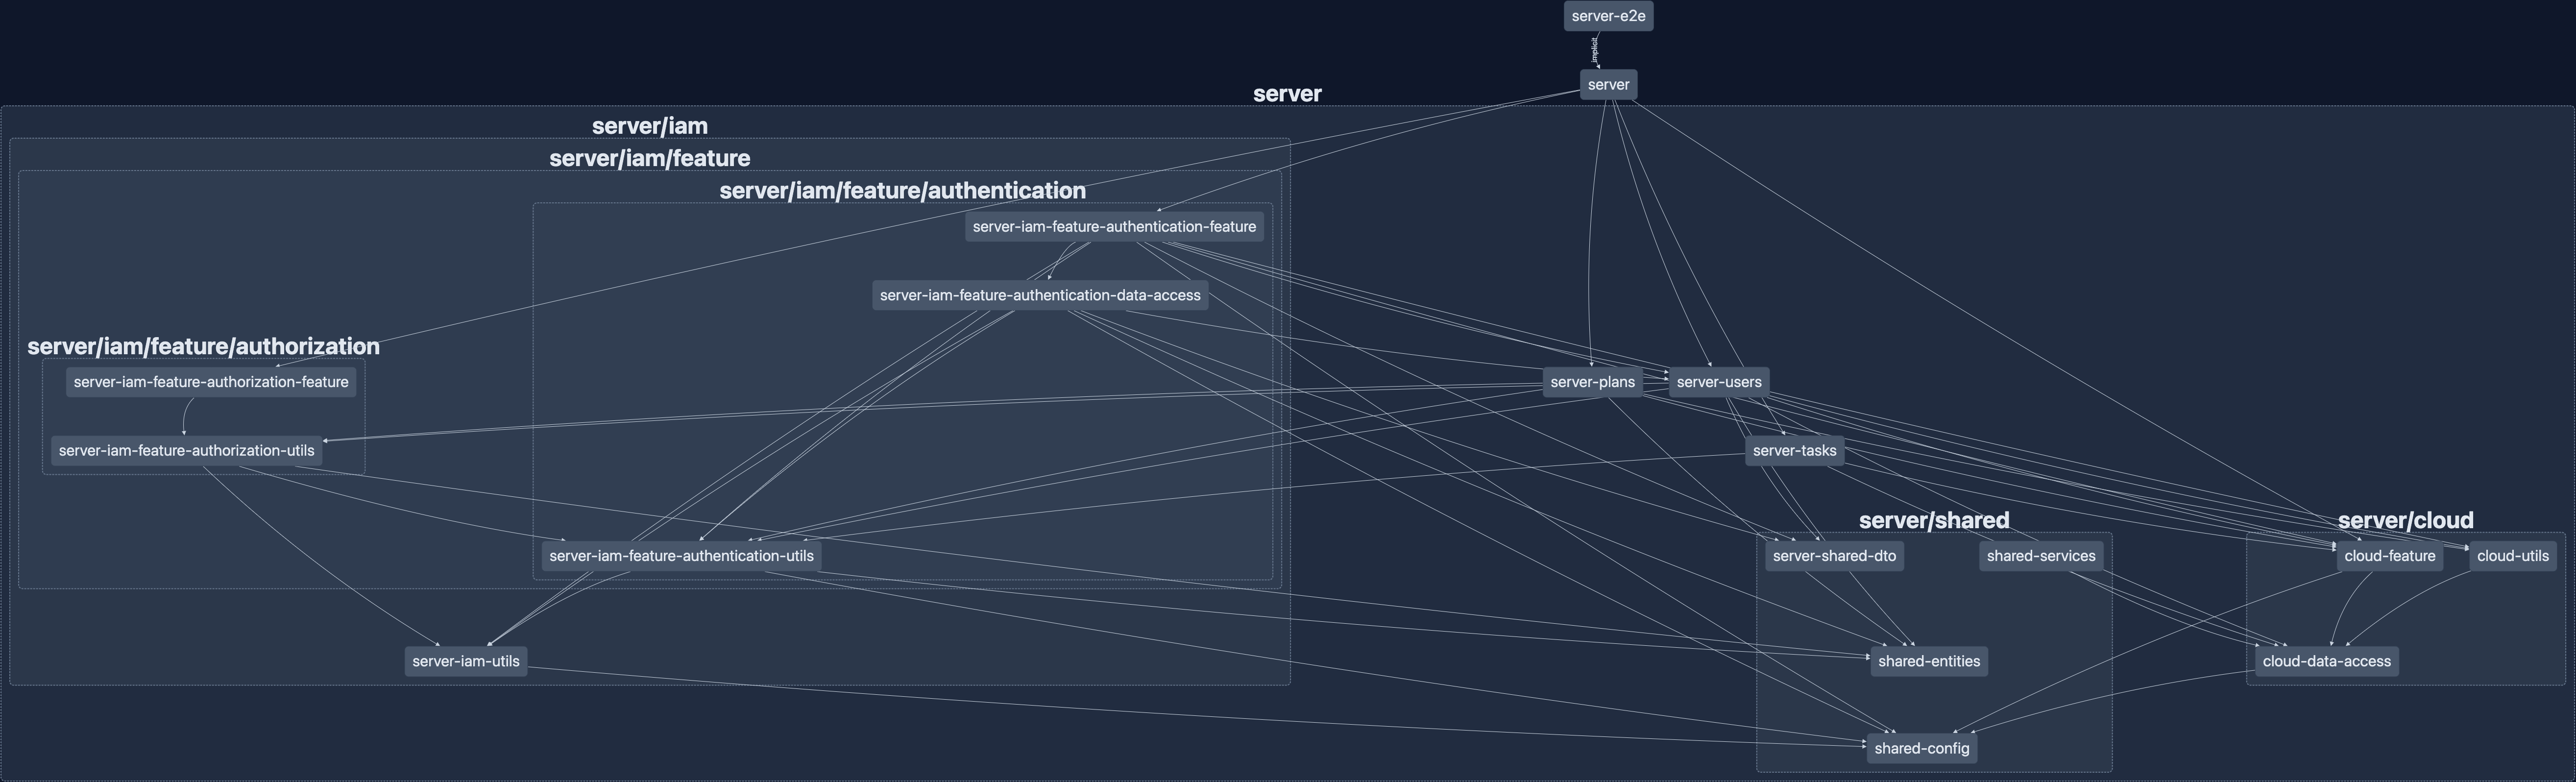 server-e2e
implicit
server
server
server/iam
server/iam/feature
server/iam/feature/authentication
server-iam-feature-authentication-feature
server-iam-feature-authentication-data-access
server/iam/feature/authorization
server-iam-feature-authorization-feature
server-plans
server-users
server-iam-feature-authorization-utils
server-tasks
server/shared
server/cloud
server-iam-feature-authentication-utils
server-shared-dto
shared-services
cloud-feature
cloud-utils
server-iam-utils
shared-entities
cloud-data-access
shared-config